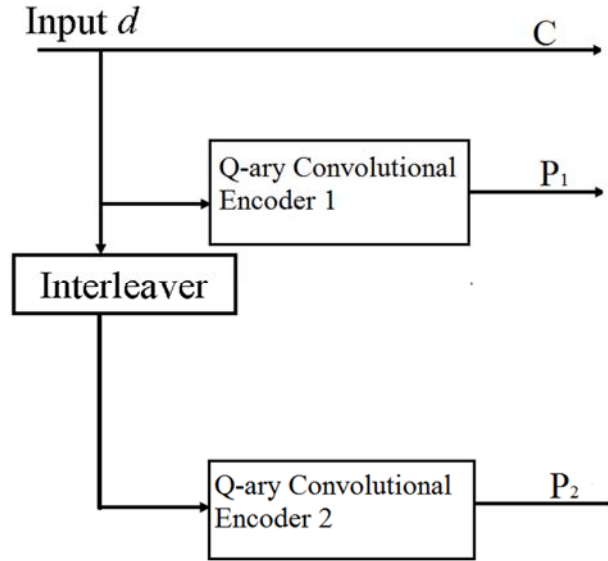 Input d
C
Q-ary Convolutional
Encoder 1
P₁
Interleaver
Q-ary Convolutional
Encoder 2
P₂